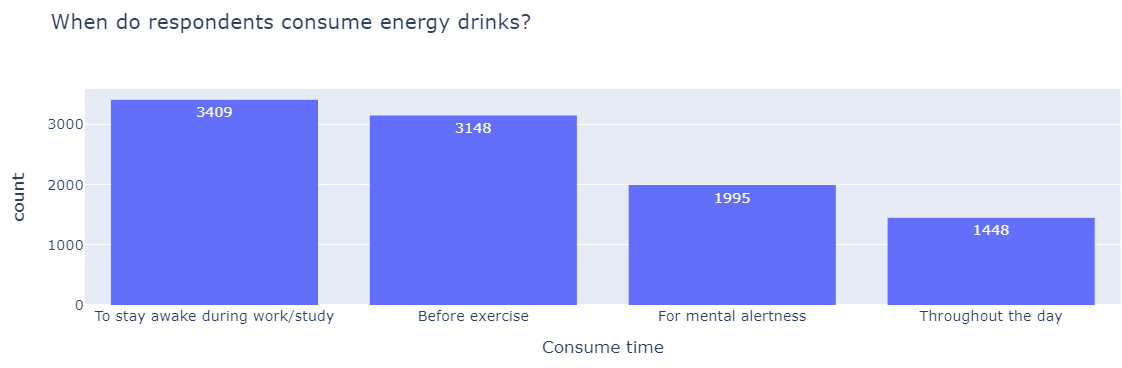 When do respondents consume energy drinks?
count
3000
2000
1000
0
3409
3148
1995
1448
To stay awake during work/study
Before exercise
For mental alertness
Throughout the day
Consume time